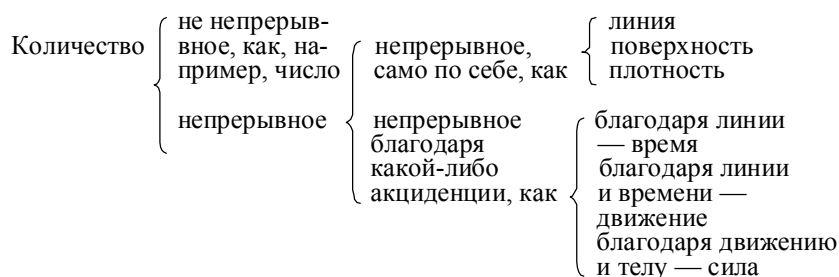 Количество
не непрерыв-
вное, как, на-
пример, число
непрерывное
непрерывное,
само по себе, как
линия
поверхность
плотность
непрерывное
благодаря
какой-либо
акциденции, как
благодаря линии
— время
благодаря линии
и времени —
движение
благодаря движению
и телу — сила